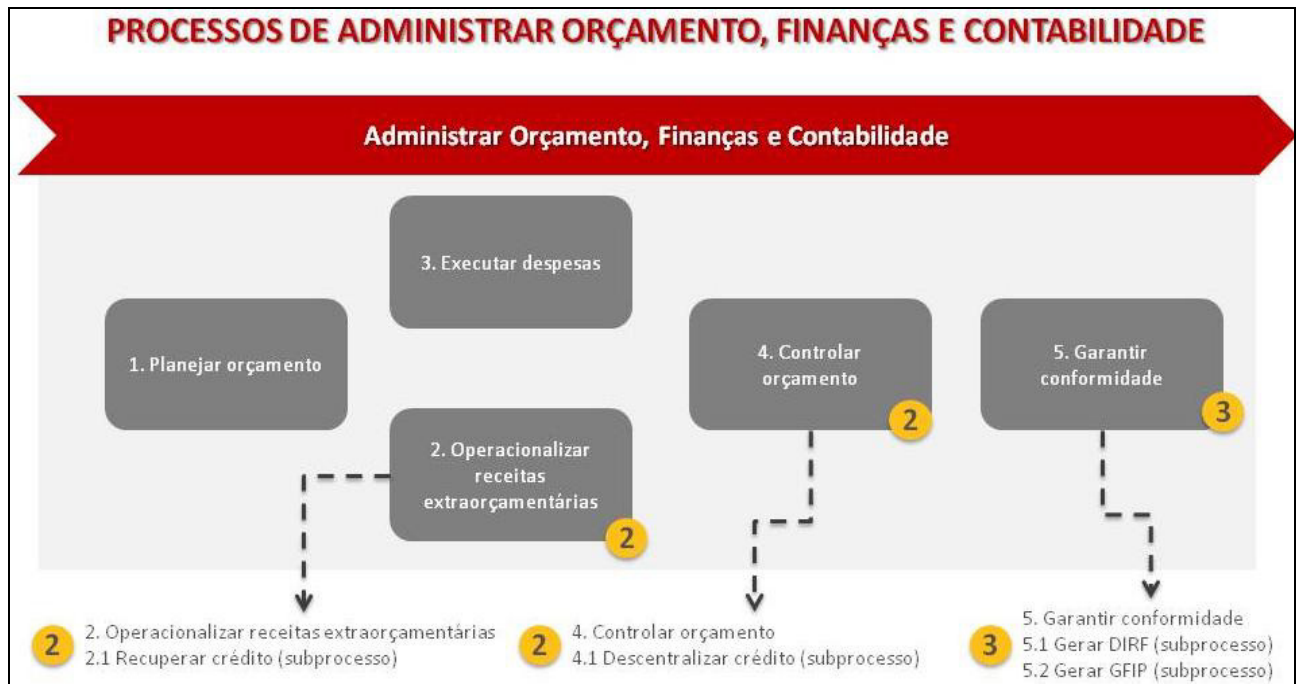 PROCESSOS DE ADMINISTRAR ORÇAMENTO, FINANÇAS E CONTABILIDADE
Administrar Orçamento, Finanças e Contabilidade
1. Planejar orçamento
3. Executar despesas
2. Operacionalizar
receitas
extraorçamentárias
2
4. Controlar
orçamento
2
5. Garantir
conformidade
3
2
2. Operacionalizar receitas extraorçamentárias
2.1 Recuperar crédito (subprocesso)
2
4. Controlar orçamento
4.1 Descentralizar crédito (subprocesso)
3
5. Garantir conformidade
5.1 Gerar DIRF (subprocesso)
5.2 Gerar GFIP (subprocesso)